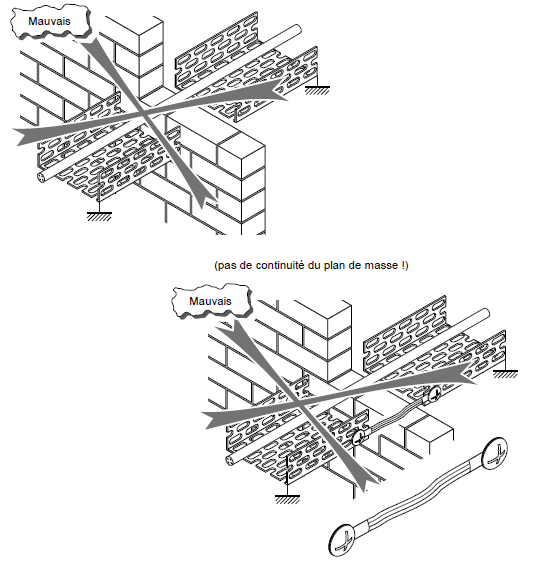 Mauvais
(pas de continuité du plan de masse !)
Mauvais